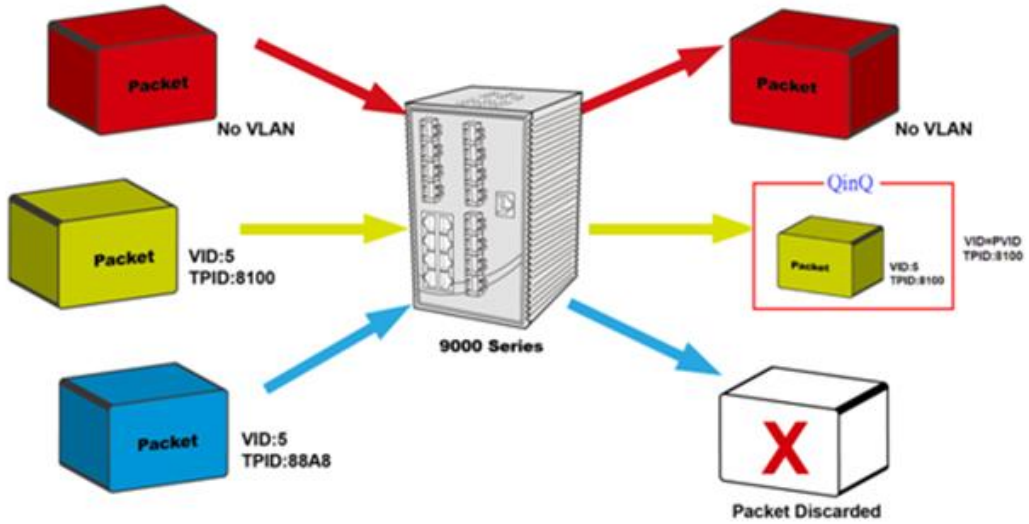 Packet
No VLAN
Packet
No VLAN
Packet
VID:5
TPID:8100
QinQ
Packet
VID:5
TPID:8100
VID=PVID
TPID:8100
9000 Series
Packet
VID:5
TPID:88A8
X
Packet Discarded